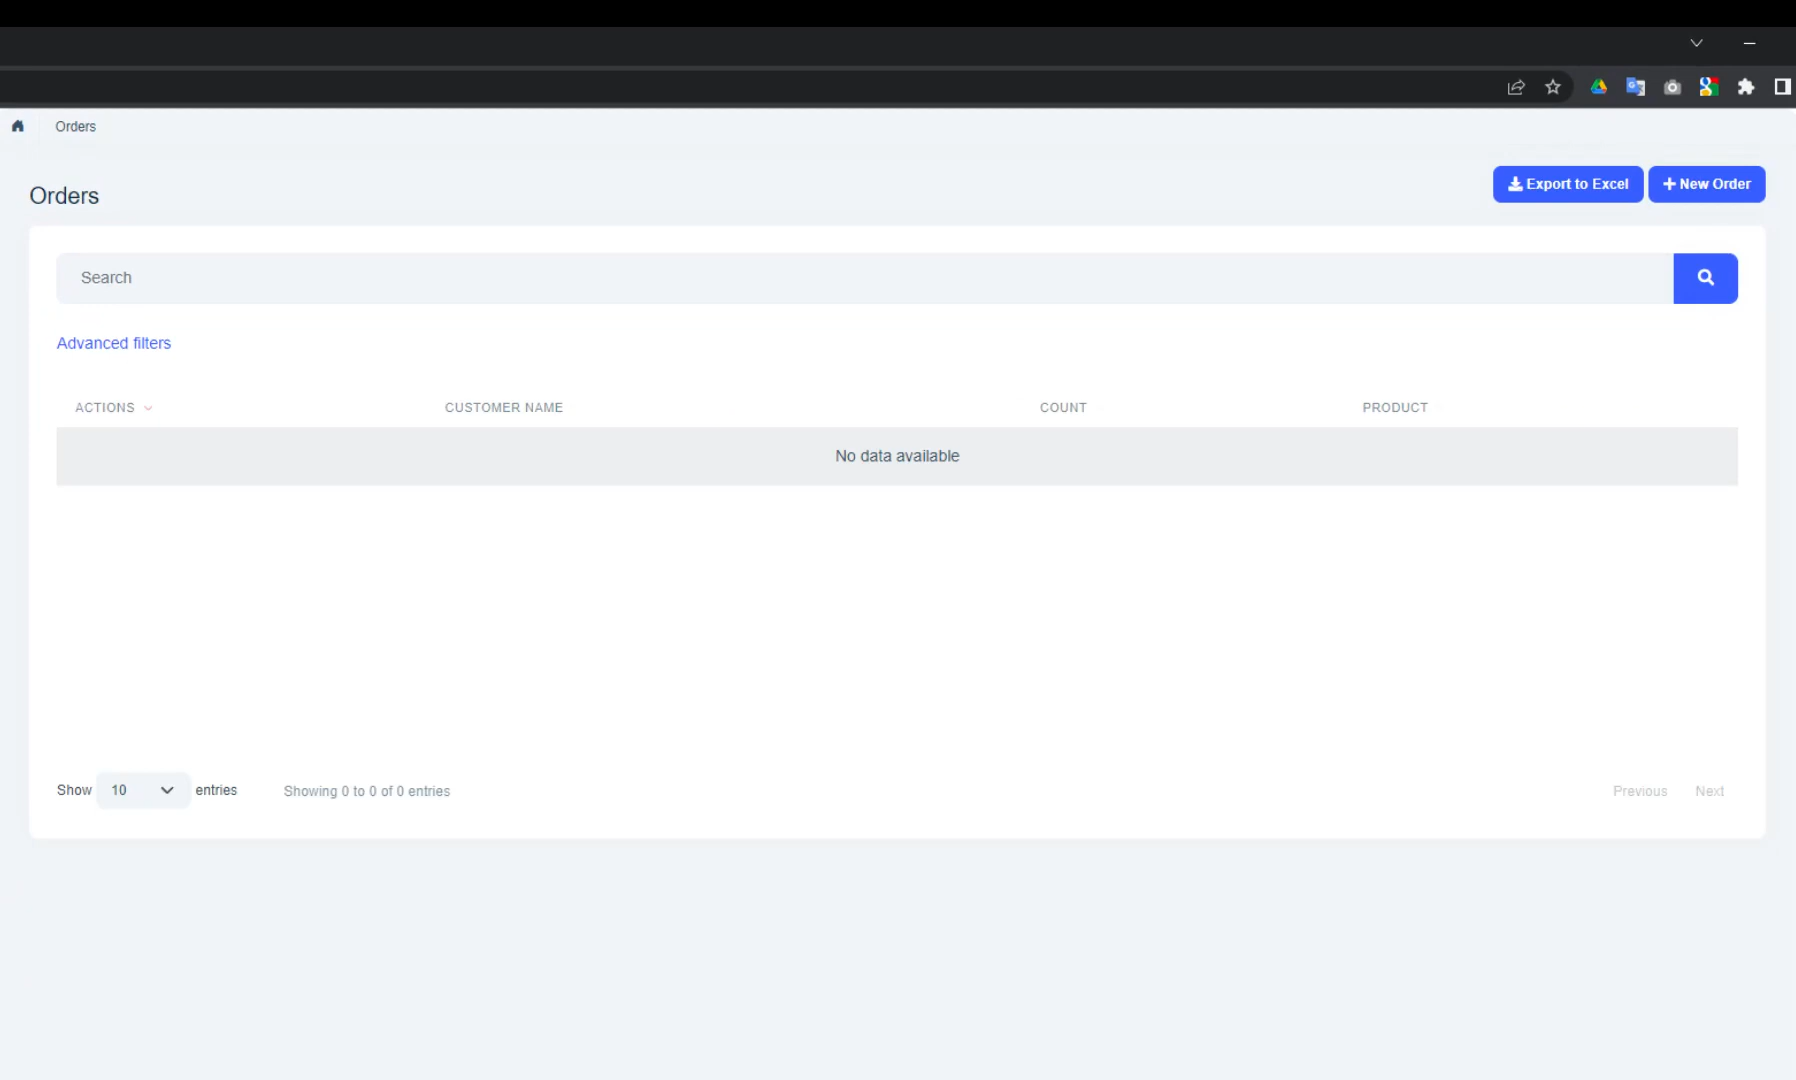 Orders
Orders
Export to Excel
New Order
Search
Advanced filters
ACTIONS CUSTOMER NAME COUNT PRODUCT
No data available
Show 10 entries Showing 0 to 0 of 0 entries Previous Next